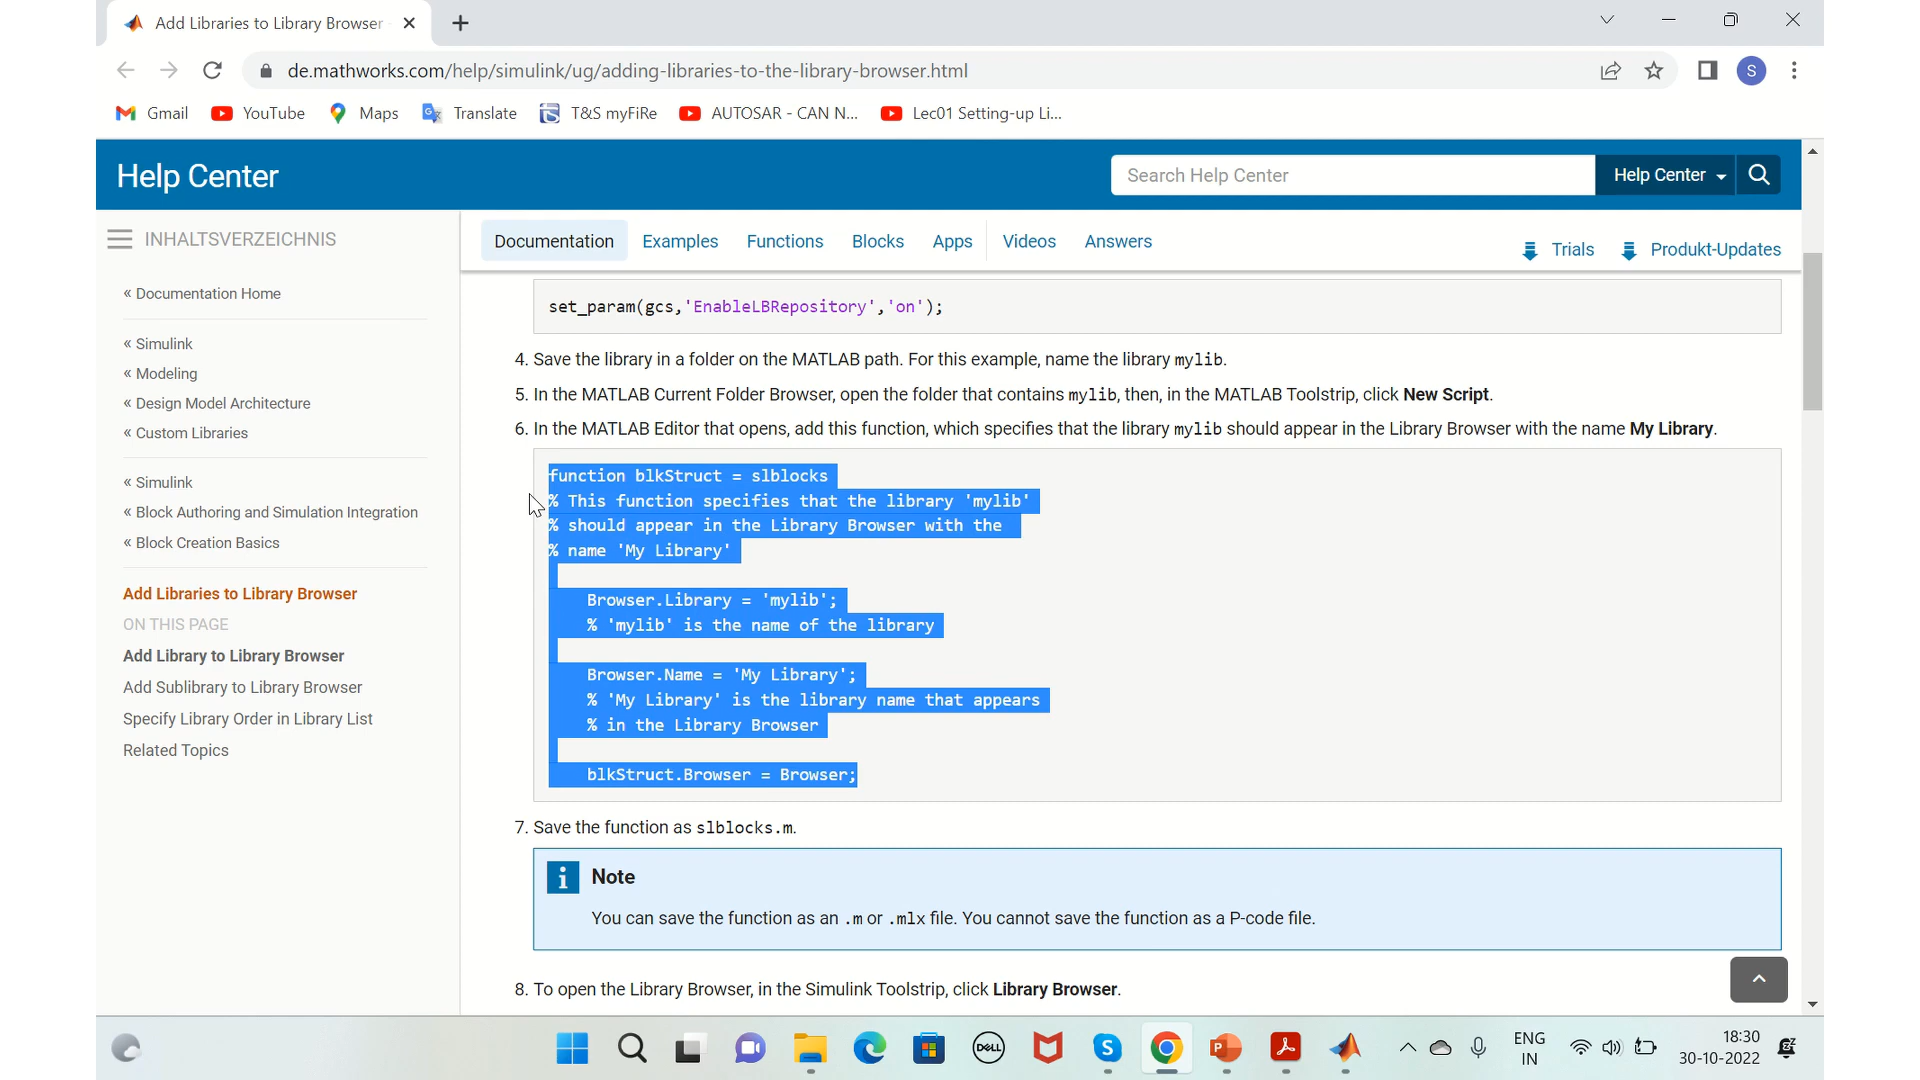 Add Libraries to Library Browser
de.mathworks.com/help/simulink/ug/adding-libraries-to-the-library-browser.html
S
Gmail YouTube Maps Translate T&S myFiRe AUTOSAR - CAN N... Lec01 Setting-up Li...
Help Center
Search Help Center
Help Center
INHALTSVERZEICHNIS
Documentation Examples Functions Blocks Apps Videos Answers
Trials Produkt-Updates
« Documentation Home
« Simulink
« Modeling
« Design Model Architecture
« Custom Libraries
« Simulink
« Block Authoring and Simulation Integration
« Block Creation Basics
Add Libraries to Library Browser
ON THIS PAGE
Add Library to Library Browser
Add Sublibrary to Library Browser
Specify Library Order in Library List
Related Topics
set_param(gcs,'EnableLBRepository','on');
4. Save the library in a folder on the MATLAB path. For this example, name the library mylib.
5. In the MATLAB Current Folder Browser, open the folder that contains mylib, then, in the MATLAB Toolstrip, click New Script.
6. In the MATLAB Editor that opens, add this function, which specifies that the library mylib should appear in the Library Browser with the name My Library.
function blkStruct = slblocks
% This function specifies that the library 'mylib'
% should appear in the Library Browser with the
% name 'My Library'
Browser.Library = 'mylib';
% 'mylib' is the name of the library
Browser.Name = 'My Library';
% 'My Library' is the library name that appears
% in the Library Browser
blkStruct.Browser = Browser;
7. Save the function as slblocks.m.
i Note
You can save the function as an .m or .mlx file. You cannot save the function as a P-code file.
8. To open the Library Browser, in the Simulink Toolstrip, click Library Browser.
DELL
S
P
ENG
IN
18:30
30-10-2022